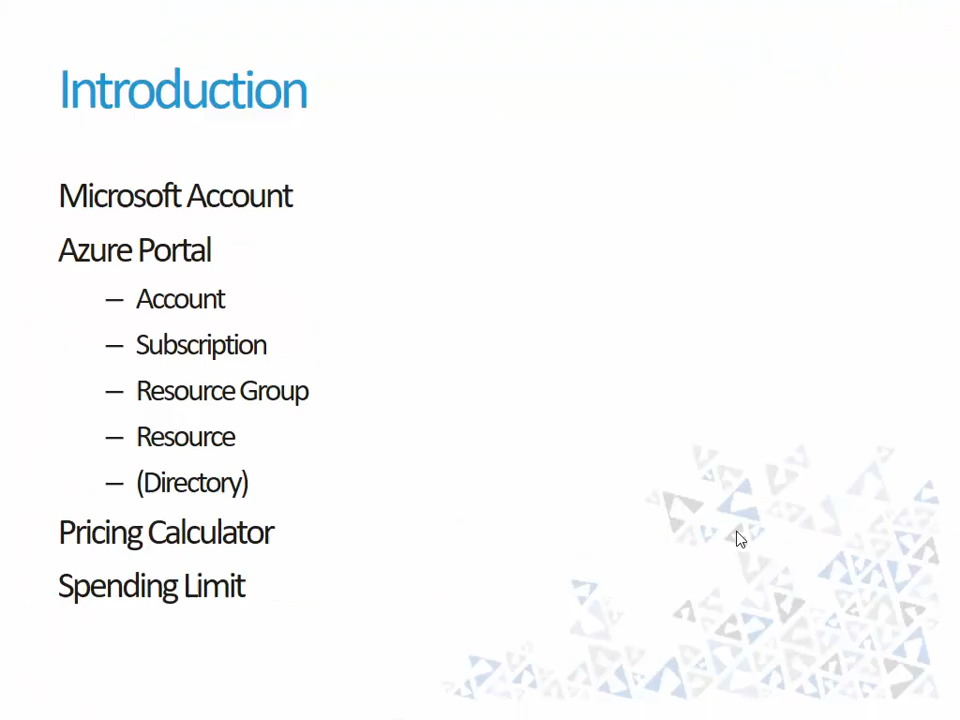 Introduction
Microsoft Account
Azure Portal
– Account
– Subscription
– Resource Group
– Resource
– (Directory)
Pricing Calculator
Spending Limit